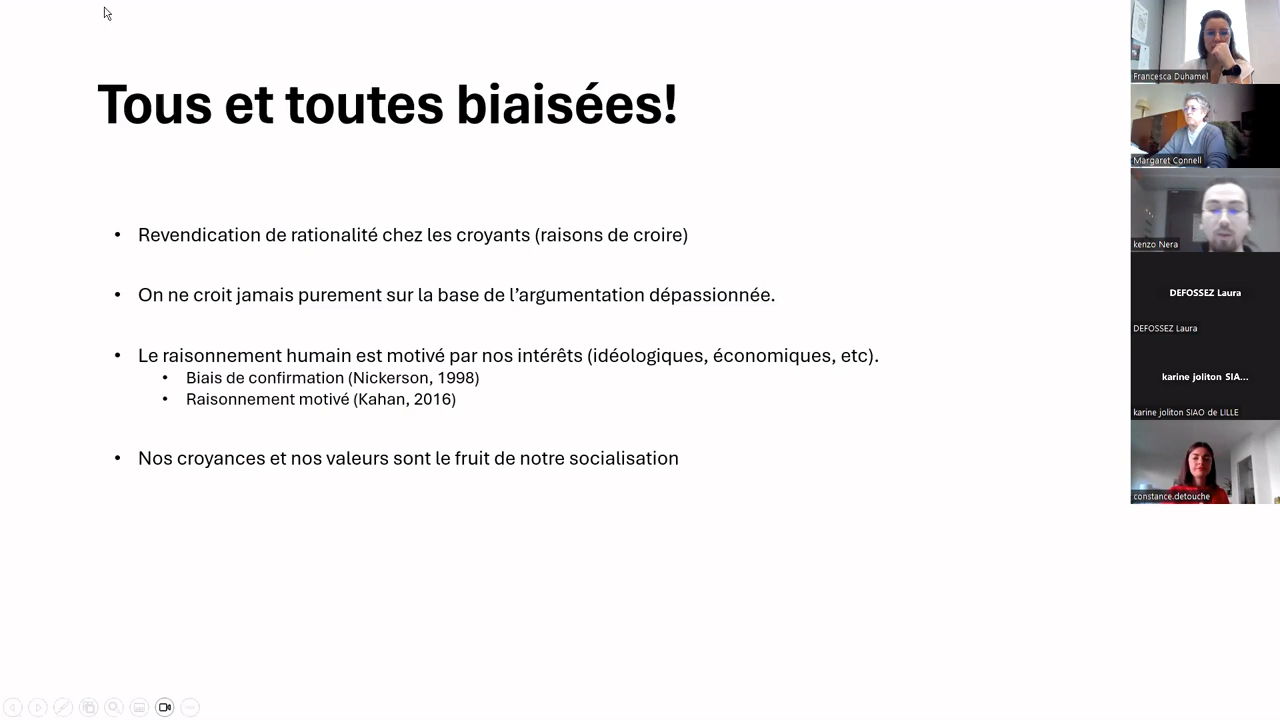 Tous et toutes biaisées!
• Revendication de rationalité chez les croyants (raisons de croire)
• On ne croit jamais purement sur la base de l’argumentation dépassionnée.
• Le raisonnement humain est motivé par nos intérêts (idéologiques, économiques, etc).
• Biais de confirmation (Nickerson, 1998)
• Raisonnement motivé (Kahan, 2016)
• Nos croyances et nos valeurs sont le fruit de notre socialisation
Francesca Duhamel
Margaret Connell
kenzo Nera
DEFOSSEZ Laura
DEFOSSEZ Laura
karine joliton SIA...
karine joliton SIAO de LILLE
constance.detouche